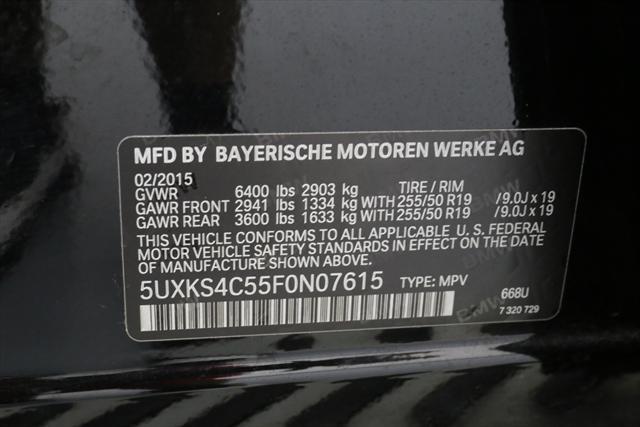 MFD BY BAYERISCHE MOTOREN WERKE AG
02/2015
GVWR 6400 lbs 2903 kg TIRE / RIM
GAWR FRONT 2941 lbs 1334 kg WITH 255/50 R19 /9.0J x 19
GAWR REAR 3600 lbs 1633 kg WITH 255/50 R19 /9.0J x 19
THIS VEHICLE CONFORMS TO ALL APPLICABLE U. S. FEDERAL
MOTOR VEHICLE SAFETY STANDARDS IN EFFECT ON THE
DATE OF MANUFACTURE SHOWN ABOVE.
5UXKS4C55F0N07615 TYPE: MPV
668U
7 320 729